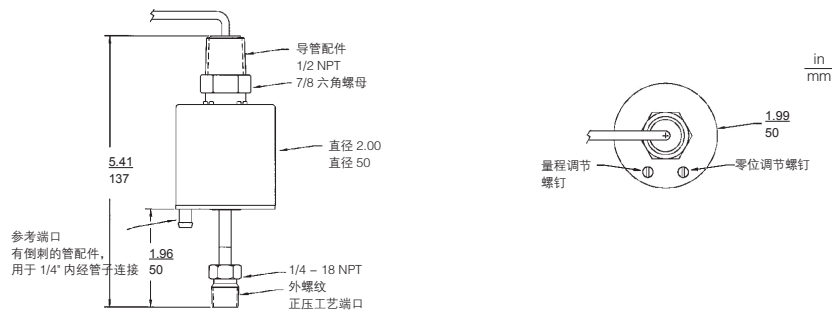 导管配件
1/2 NPT
7/8 六角螺母
5.41
137
直径 2.00
直径 50
参考端口
有倒刺的管配件,
用于 1/4" 内经管子连接
1.96
50
1/4 – 18 NPT
外螺纹
正压工艺端口
in
mm
1.99
50
量程调节
螺钉
零位调节螺钉